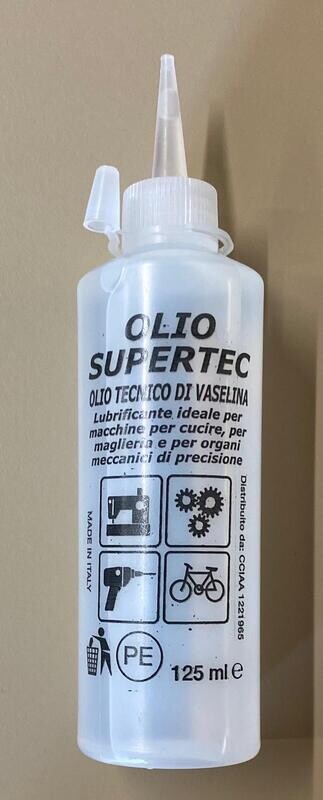 OLIO
SUPERTEC
OLIO TECNICO DI VASELINA
Lubrificante ideale per
macchine per cucire, per
maglieria e per organi
meccanici di precisione
MADE IN ITALY
Distribuito da: CCIAA 1221965
PE
125 ml e